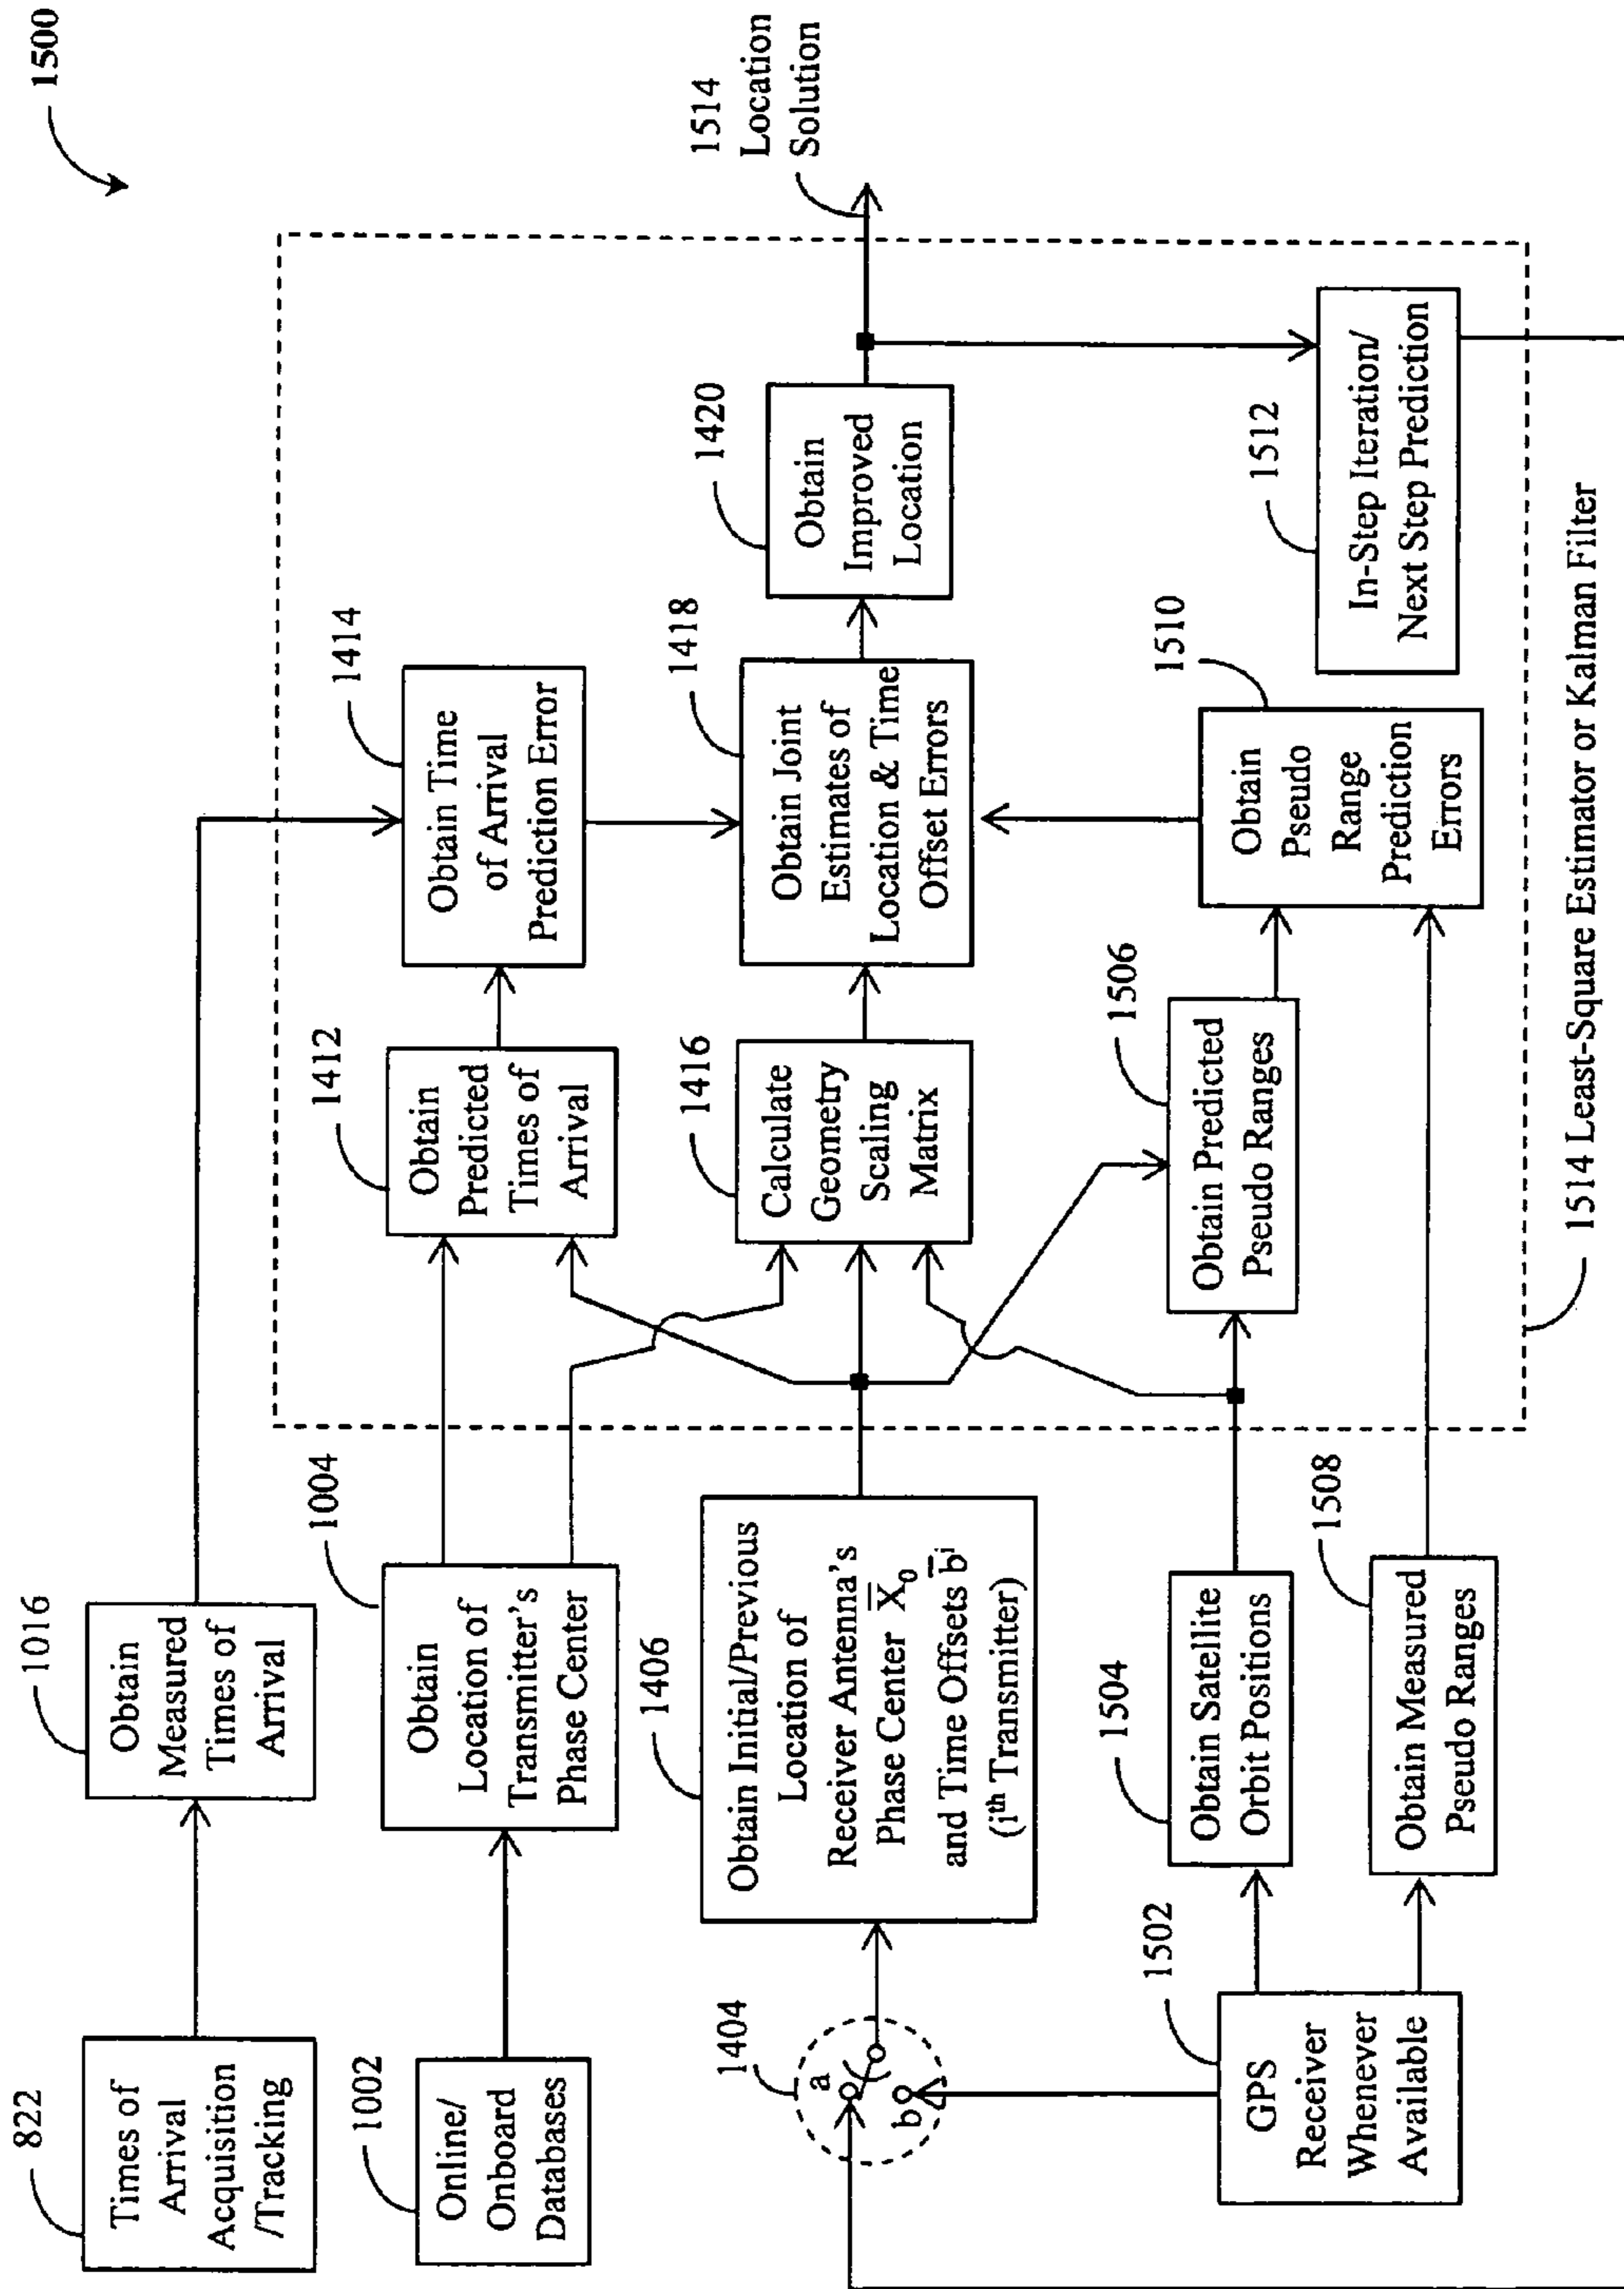 1500
822
Times of
Arrival
Acquisition
/Tracking
1016
Obtain
Measured
Times of
Arrival
1002
Online/
Onboard
Databases
1004
Obtain
Location of
Transmitter's
Phase Center
1412
Obtain
Predicted
Times of
Arrival
1414
Obtain Time
of Arrival
Prediction Error
1404
a
b
1406
Obtain Initial/Previous
Location of
Receiver Antenna's
Phase Center X̄₀
and Time Offsets b̄ⁱ
(iᵗʰ Transmitter)
1416
Calculate
Geometry
Scaling
Matrix
1418
Obtain Joint
Estimates of
Location & Time
Offset Errors
1420
Obtain
Improved
Location
1514
Location
Solution
1502
GPS
Receiver
Whenever
Available
1504
Obtain Satellite
Orbit Positions
1506
Obtain Predicted
Pseudo Ranges
1508
Obtain Measured
Pseudo Ranges
1510
Obtain
Pseudo
Range
Prediction
Errors
1512
In-Step Iteration/
Next Step Prediction
1514 Least-Square Estimator or Kalman Filter